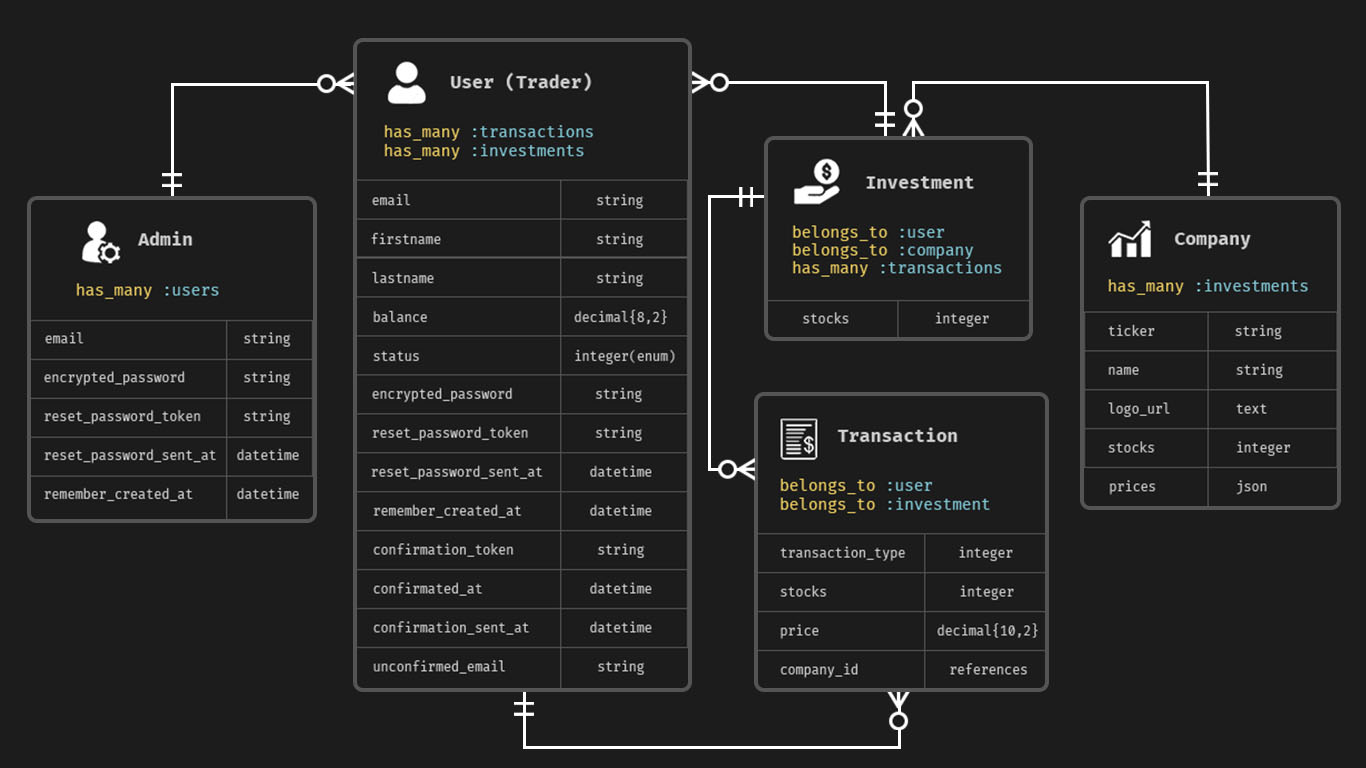 User (Trader)
has_many :transactions
has_many :investments
email string
firstname string
lastname string
balance decimal{8,2}
status integer(enum)
encrypted_password string
reset_password_token string
reset_password_sent_at datetime
remember_created_at datetime
confirmation_token string
confirmated_at datetime
confirmation_sent_at datetime
unconfirmed_email string
Admin
has_many :users
email string
encrypted_password string
reset_password_token string
reset_password_sent_at datetime
remember_created_at datetime
Investment
belongs_to :user
belongs_to :company
has_many :transactions
stocks integer
Transaction
belongs_to :user
belongs_to :investment
transaction_type integer
stocks integer
price decimal{10,2}
company_id references
Company
has_many :investments
ticker string
name string
logo_url text
stocks integer
prices json